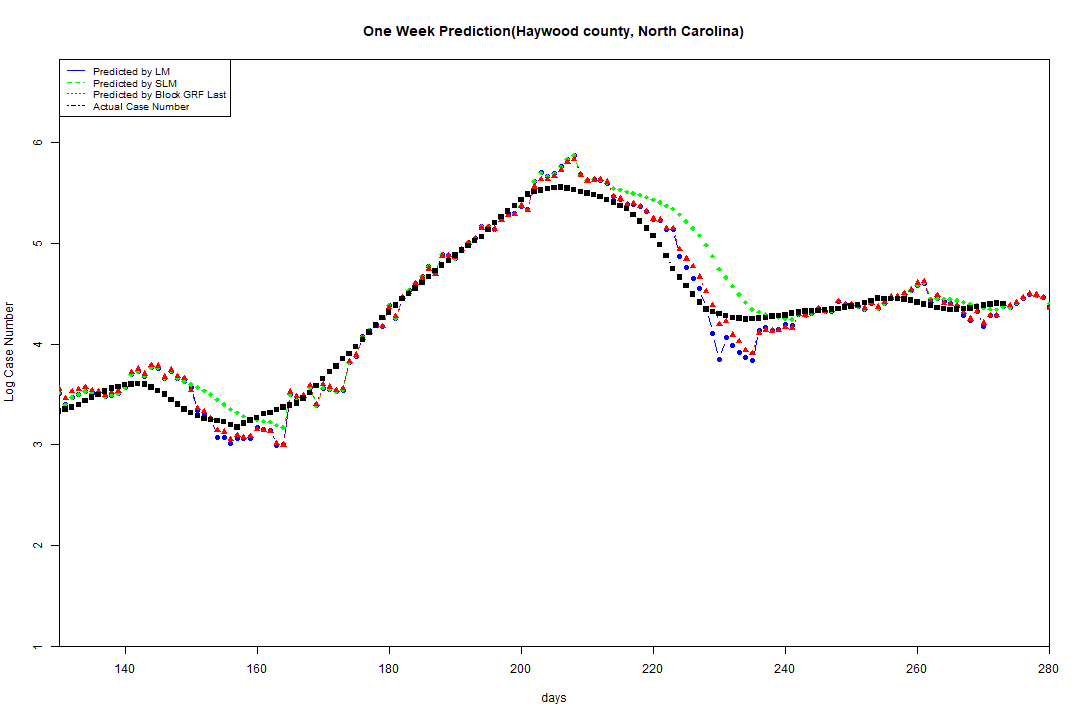 One Week Prediction(Haywood county, North Carolina)
Predicted by LM
Predicted by SLM
Predicted by Block GRF Last
Actual Case Number
6
5
4
3
2
1
Log Case Number
140 160 180 200 220 240 260 280
days